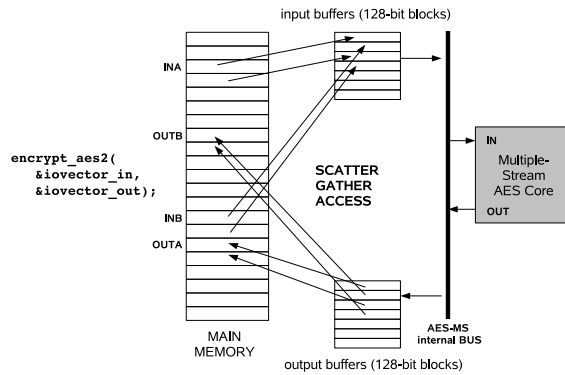 input buffers (128-bit blocks)
INA
OUTB
encrypt_aes2(
&iovector_in,
&iovector_out);
SCATTER
GATHER
ACCESS
IN
Multiple-
Stream
AES Core
OUT
INB
OUTA
MAIN
MEMORY
AES-MS
internal BUS
output buffers (128-bit blocks)